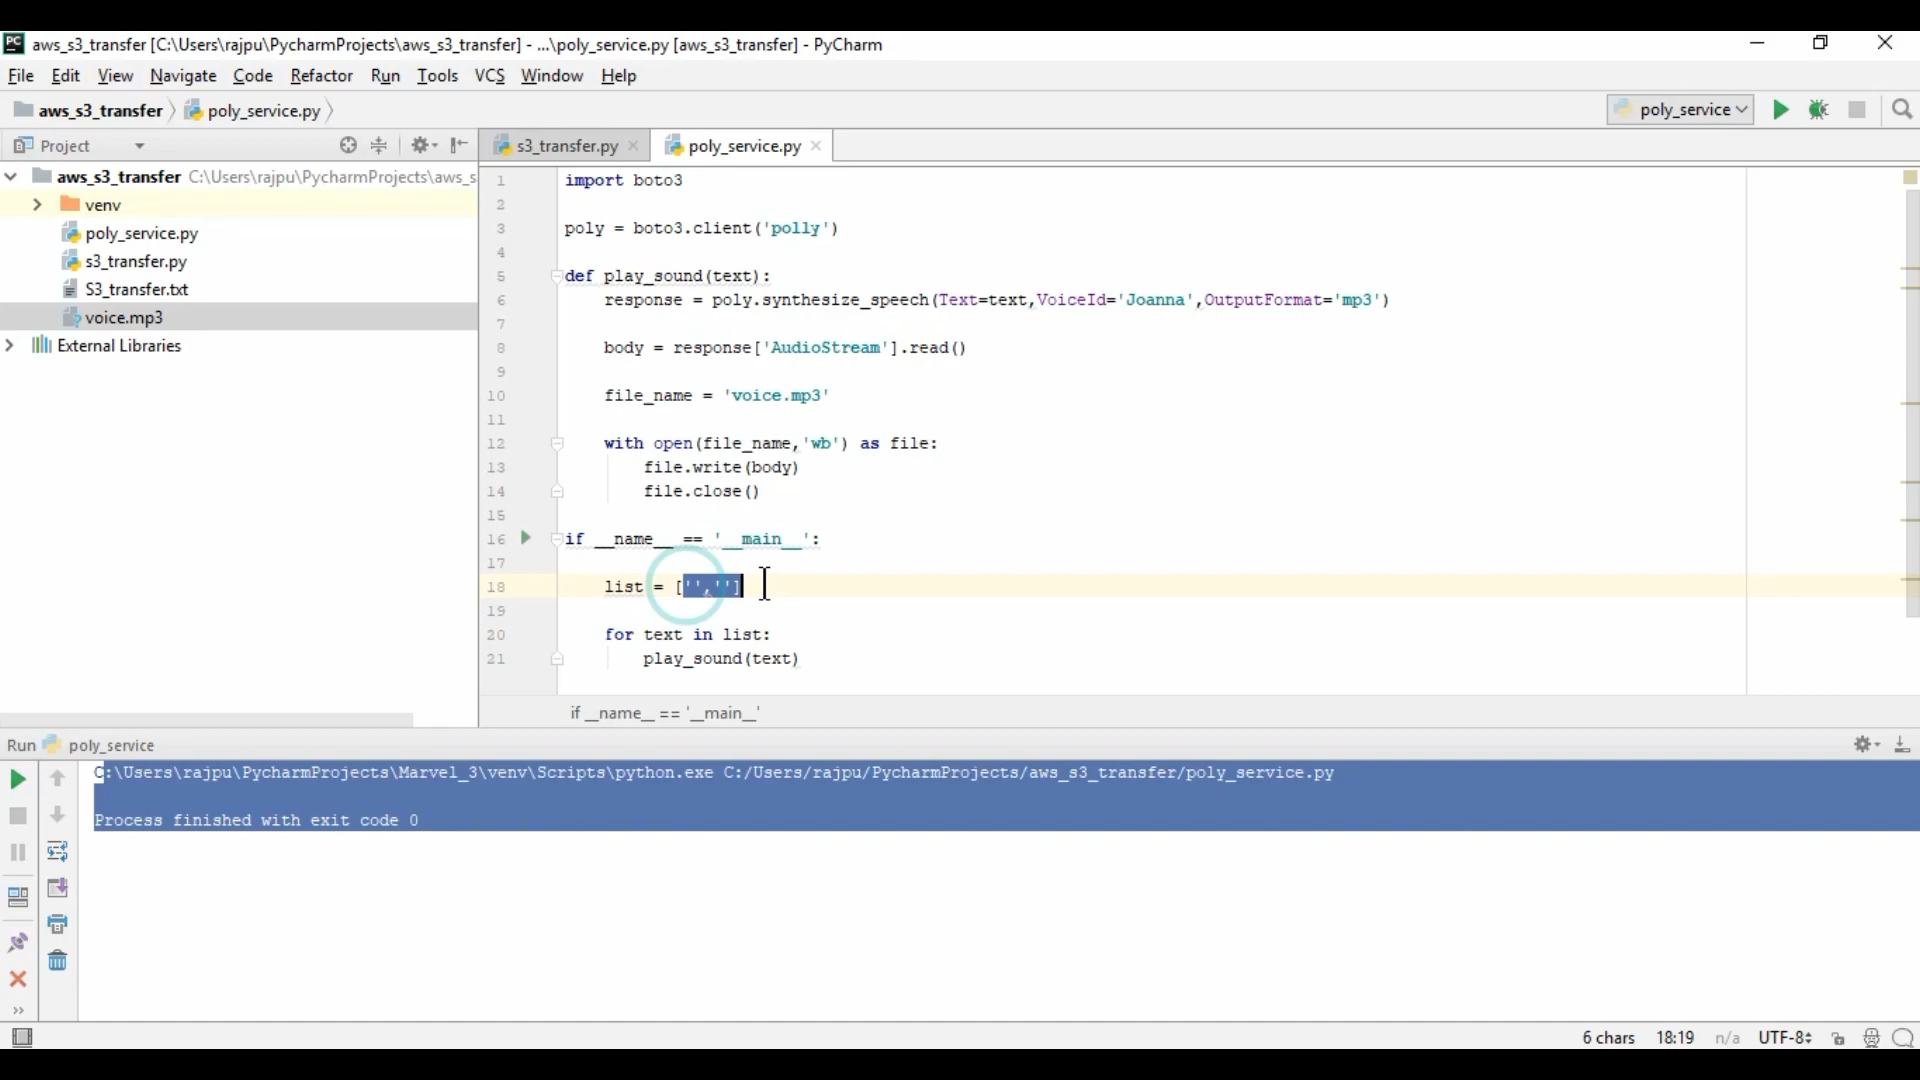 PC aws_s3_transfer [C:\Users\rajpu\PycharmProjects\aws_s3_transfer] - ...\poly_service.py [aws_s3_transfer] - PyCharm
File Edit View Navigate Code Refactor Run Tools VCS Window Help
aws_s3_transfer poly_service.py poly_service
Project s3_transfer.py poly_service.py
aws_s3_transfer C:\Users\rajpu\PycharmProjects\aws_s
venv
poly_service.py
s3_transfer.py
S3_transfer.txt
voice.mp3
External Libraries
1 import boto3
2
3 poly = boto3.client('polly')
4
5 def play_sound(text):
6 response = poly.synthesize_speech(Text=text,VoiceId='Joanna',OutputFormat='mp3')
7
8 body = response['AudioStream'].read()
9
10 file_name = 'voice.mp3'
11
12 with open(file_name,'wb') as file:
13 file.write(body)
14 file.close()
15
16 if __name__ == '__main__':
17
18 list = ['','']
19
20 for text in list:
21 play_sound(text)
if __name__ == '__main__'
Run poly_service
C:\Users\rajpu\PycharmProjects\Marvel_3\venv\Scripts\python.exe C:/Users/rajpu/PycharmProjects/aws_s3_transfer/poly_service.py
Process finished with exit code 0
6 chars 18:19 n/a UTF-8